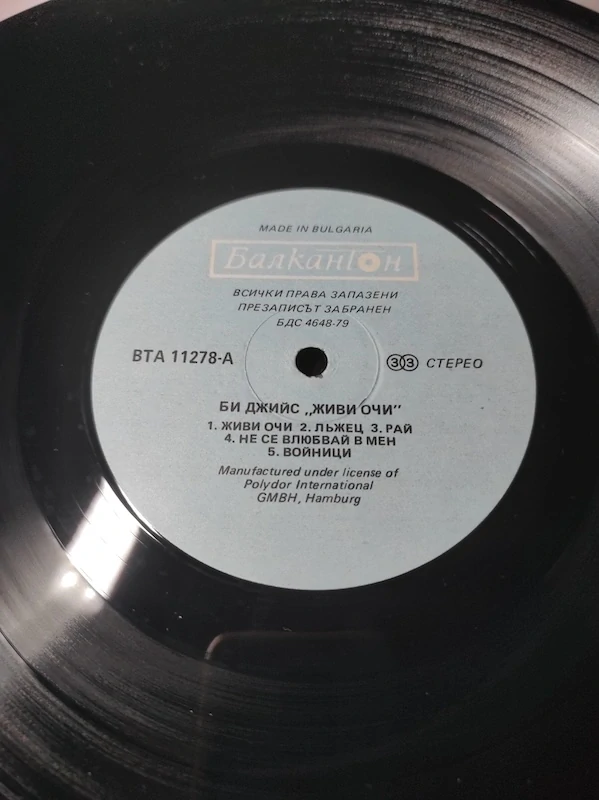 MADE IN BULGARIA
Балкантон
ВСИЧКИ ПРАВА ЗАПАЗЕНИ
ПРЕЗАПИСЪТ ЗАБРАНЕН
БДС 4648-79
ВТА 11278-А
33 СТЕРЕО
БИ ДЖИЙС „ЖИВИ ОЧИ"
1. ЖИВИ ОЧИ 2. ЛЪЖЕЦ 3. РАЙ
4. НЕ СЕ ВЛЮБВАЙ В МЕН
5. ВОЙНИЦИ
Manufactured under license of
Polydor International
GMBH, Hamburg